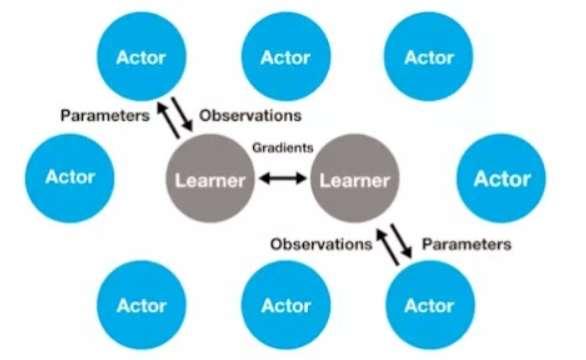 Actor
Actor
Actor
Parameters
Observations
Gradients
Actor
Learner
Learner
Actor
Observations
Parameters
Actor
Actor
Actor